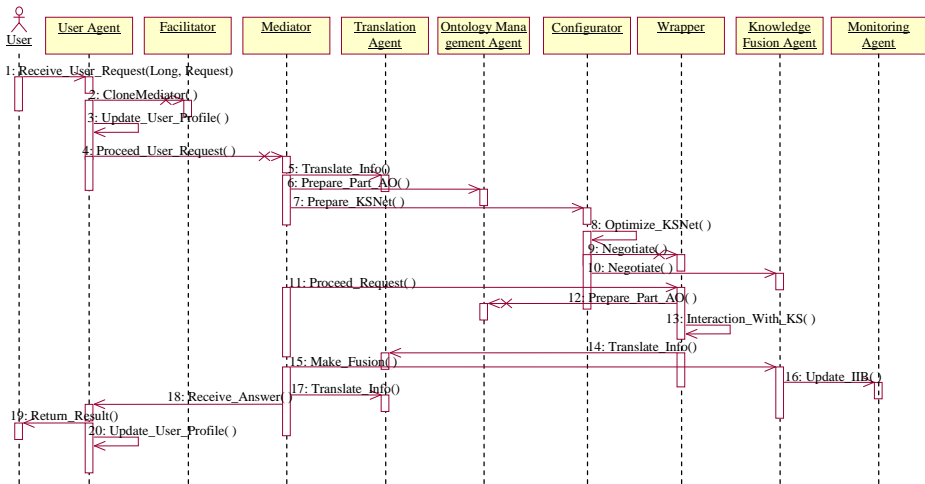 User
User Agent
Facilitator
Mediator
Translation
Agent
Ontology Mana
gement Agent
Configurator
Wrapper
Knowledge
Fusion Agent
Monitoring
Agent
1: Receive_User_Request(Long, Request)
2: CloneMediator( )
3: Update_User_Profile( )
4: Proceed_User_Request( )
5: Translate_Info()
6: Prepare_Part_AO( )
7: Prepare_KSNet( )
8: Optimize_KSNet( )
9: Negotiate( )
10: Negotiate( )
11: Proceed_Request( )
12: Prepare_Part_AO( )
13: Interaction_With_KS( )
14: Translate_Info()
15: Make_Fusion( )
16: Update_IIB( )
17: Translate_Info()
18: Receive_Answer( )
19: Return_Result()
20: Update_User_Profile( )